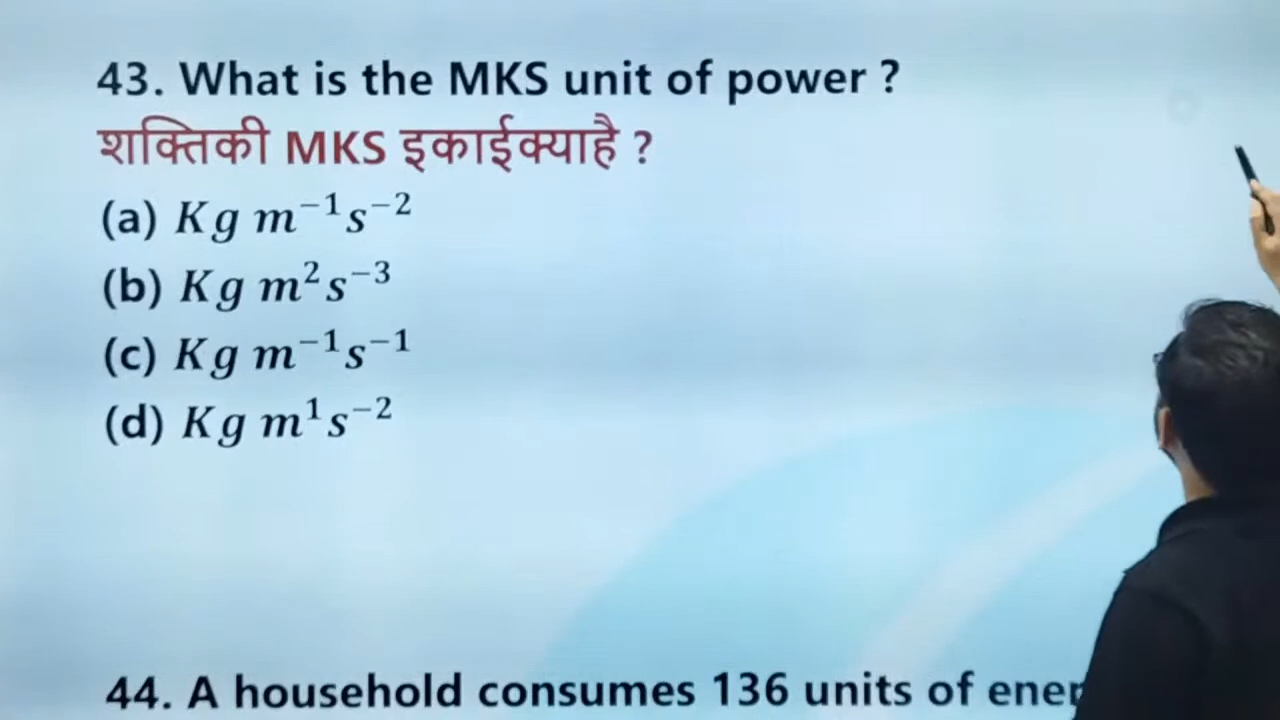 43. What is the MKS unit of power ?
शक्तिकी MKS इकाईक्याहै ?
(a) Kg m⁻¹s⁻²
(b) Kg m²s⁻³
(c) Kg m⁻¹s⁻¹
(d) Kg m¹s⁻²
44. A household consumes 136 units of